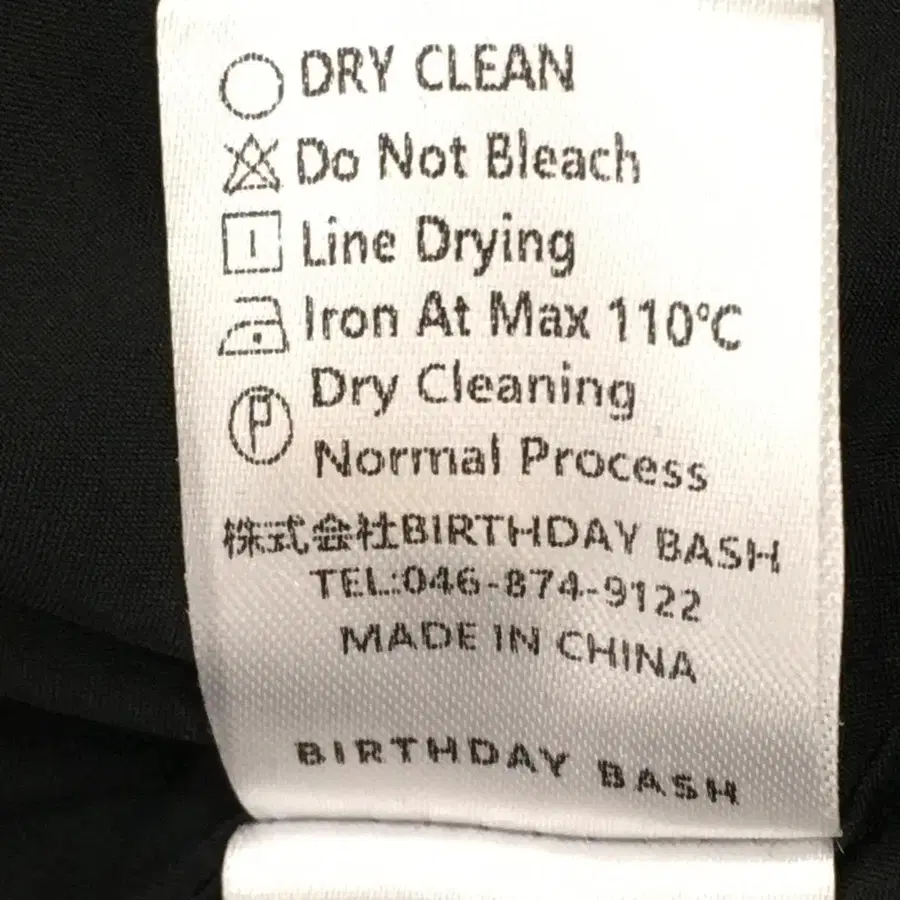 DRY CLEAN
Do Not Bleach
Line Drying
Iron At Max 110℃
P Dry Cleaning
Normal Process
株式会社BIRTHDAY BASH
TEL:046-874-9122
MADE IN CHINA
BIRTHDAY BASH